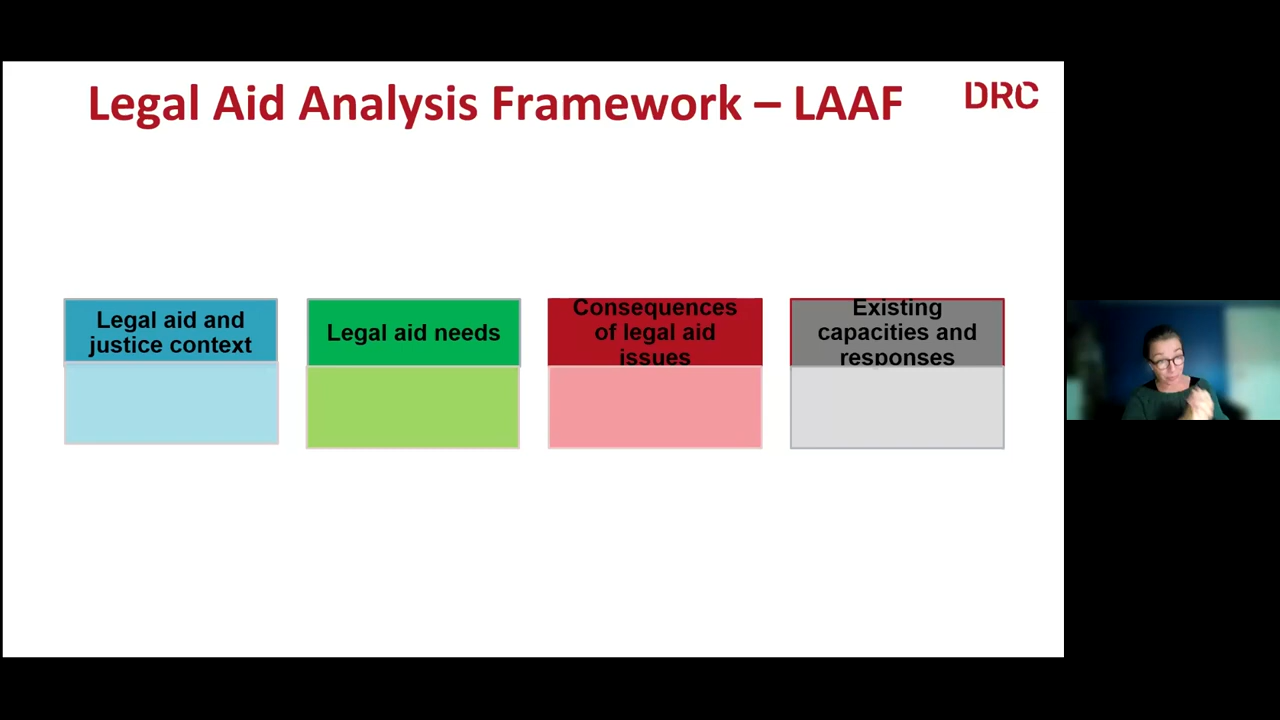 Legal Aid Analysis Framework – LAAF
DRC
Legal aid and
justice context
Legal aid needs
Consequences
of legal aid
issues
Existing
capacities and
responses